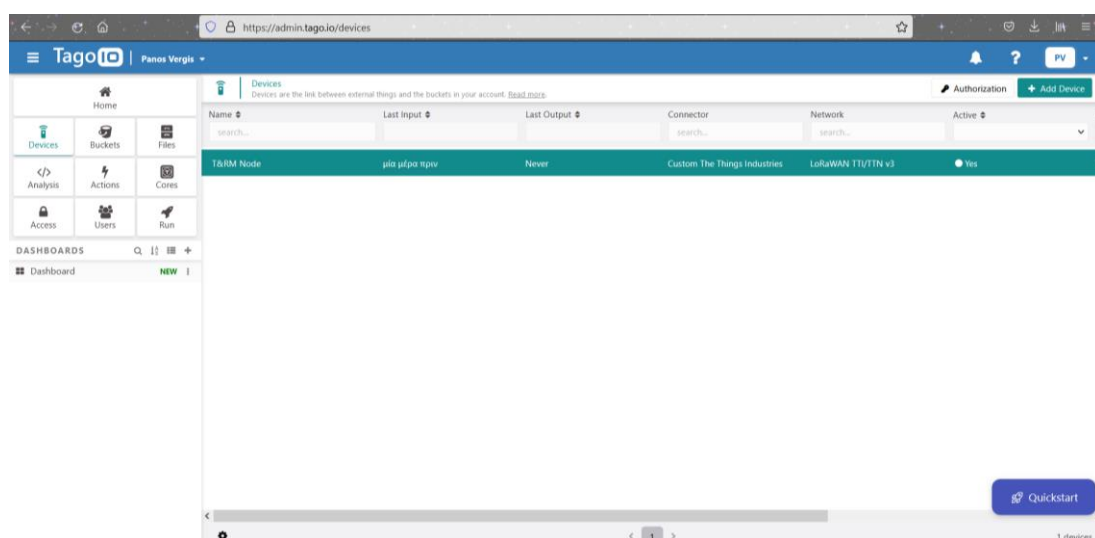 https://admin.tago.io/devices
TagoIO | Panos Vergis
? PV
Home
Devices Buckets Files
Analysis Actions Cores
Access Users Run
DASHBOARDS
Dashboard NEW
Devices
Devices are the link between external things and the buckets in your account. Read more.
Authorization + Add Device
Name Last Input Last Output Connector Network Active
search... search... search...
T&RM Node μία μέρα πριν Never Custom The Things Industries LoRaWAN TTI/TTN v3 Yes
Quickstart
1
1 devices